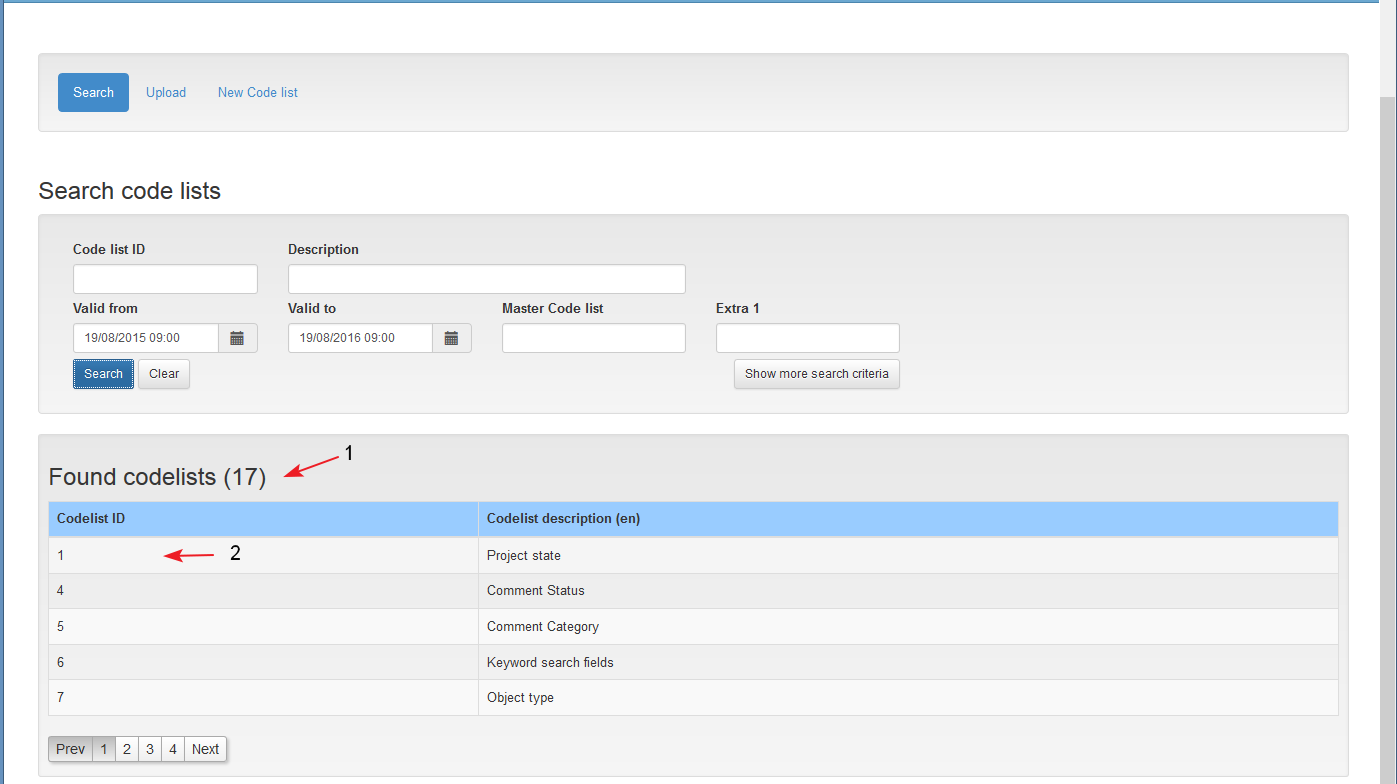 Search Upload New Code list
Search code lists
Code list ID Description
Valid from Valid to Master Code list Extra 1
19/08/2015 09:00 19/08/2016 09:00
Search Clear Show more search criteria
1
Found codelists (17)
Codelist ID Codelist description (en)
1 2 Project state
4 Comment Status
5 Comment Category
6 Keyword search fields
7 Object type
Prev 1 2 3 4 Next